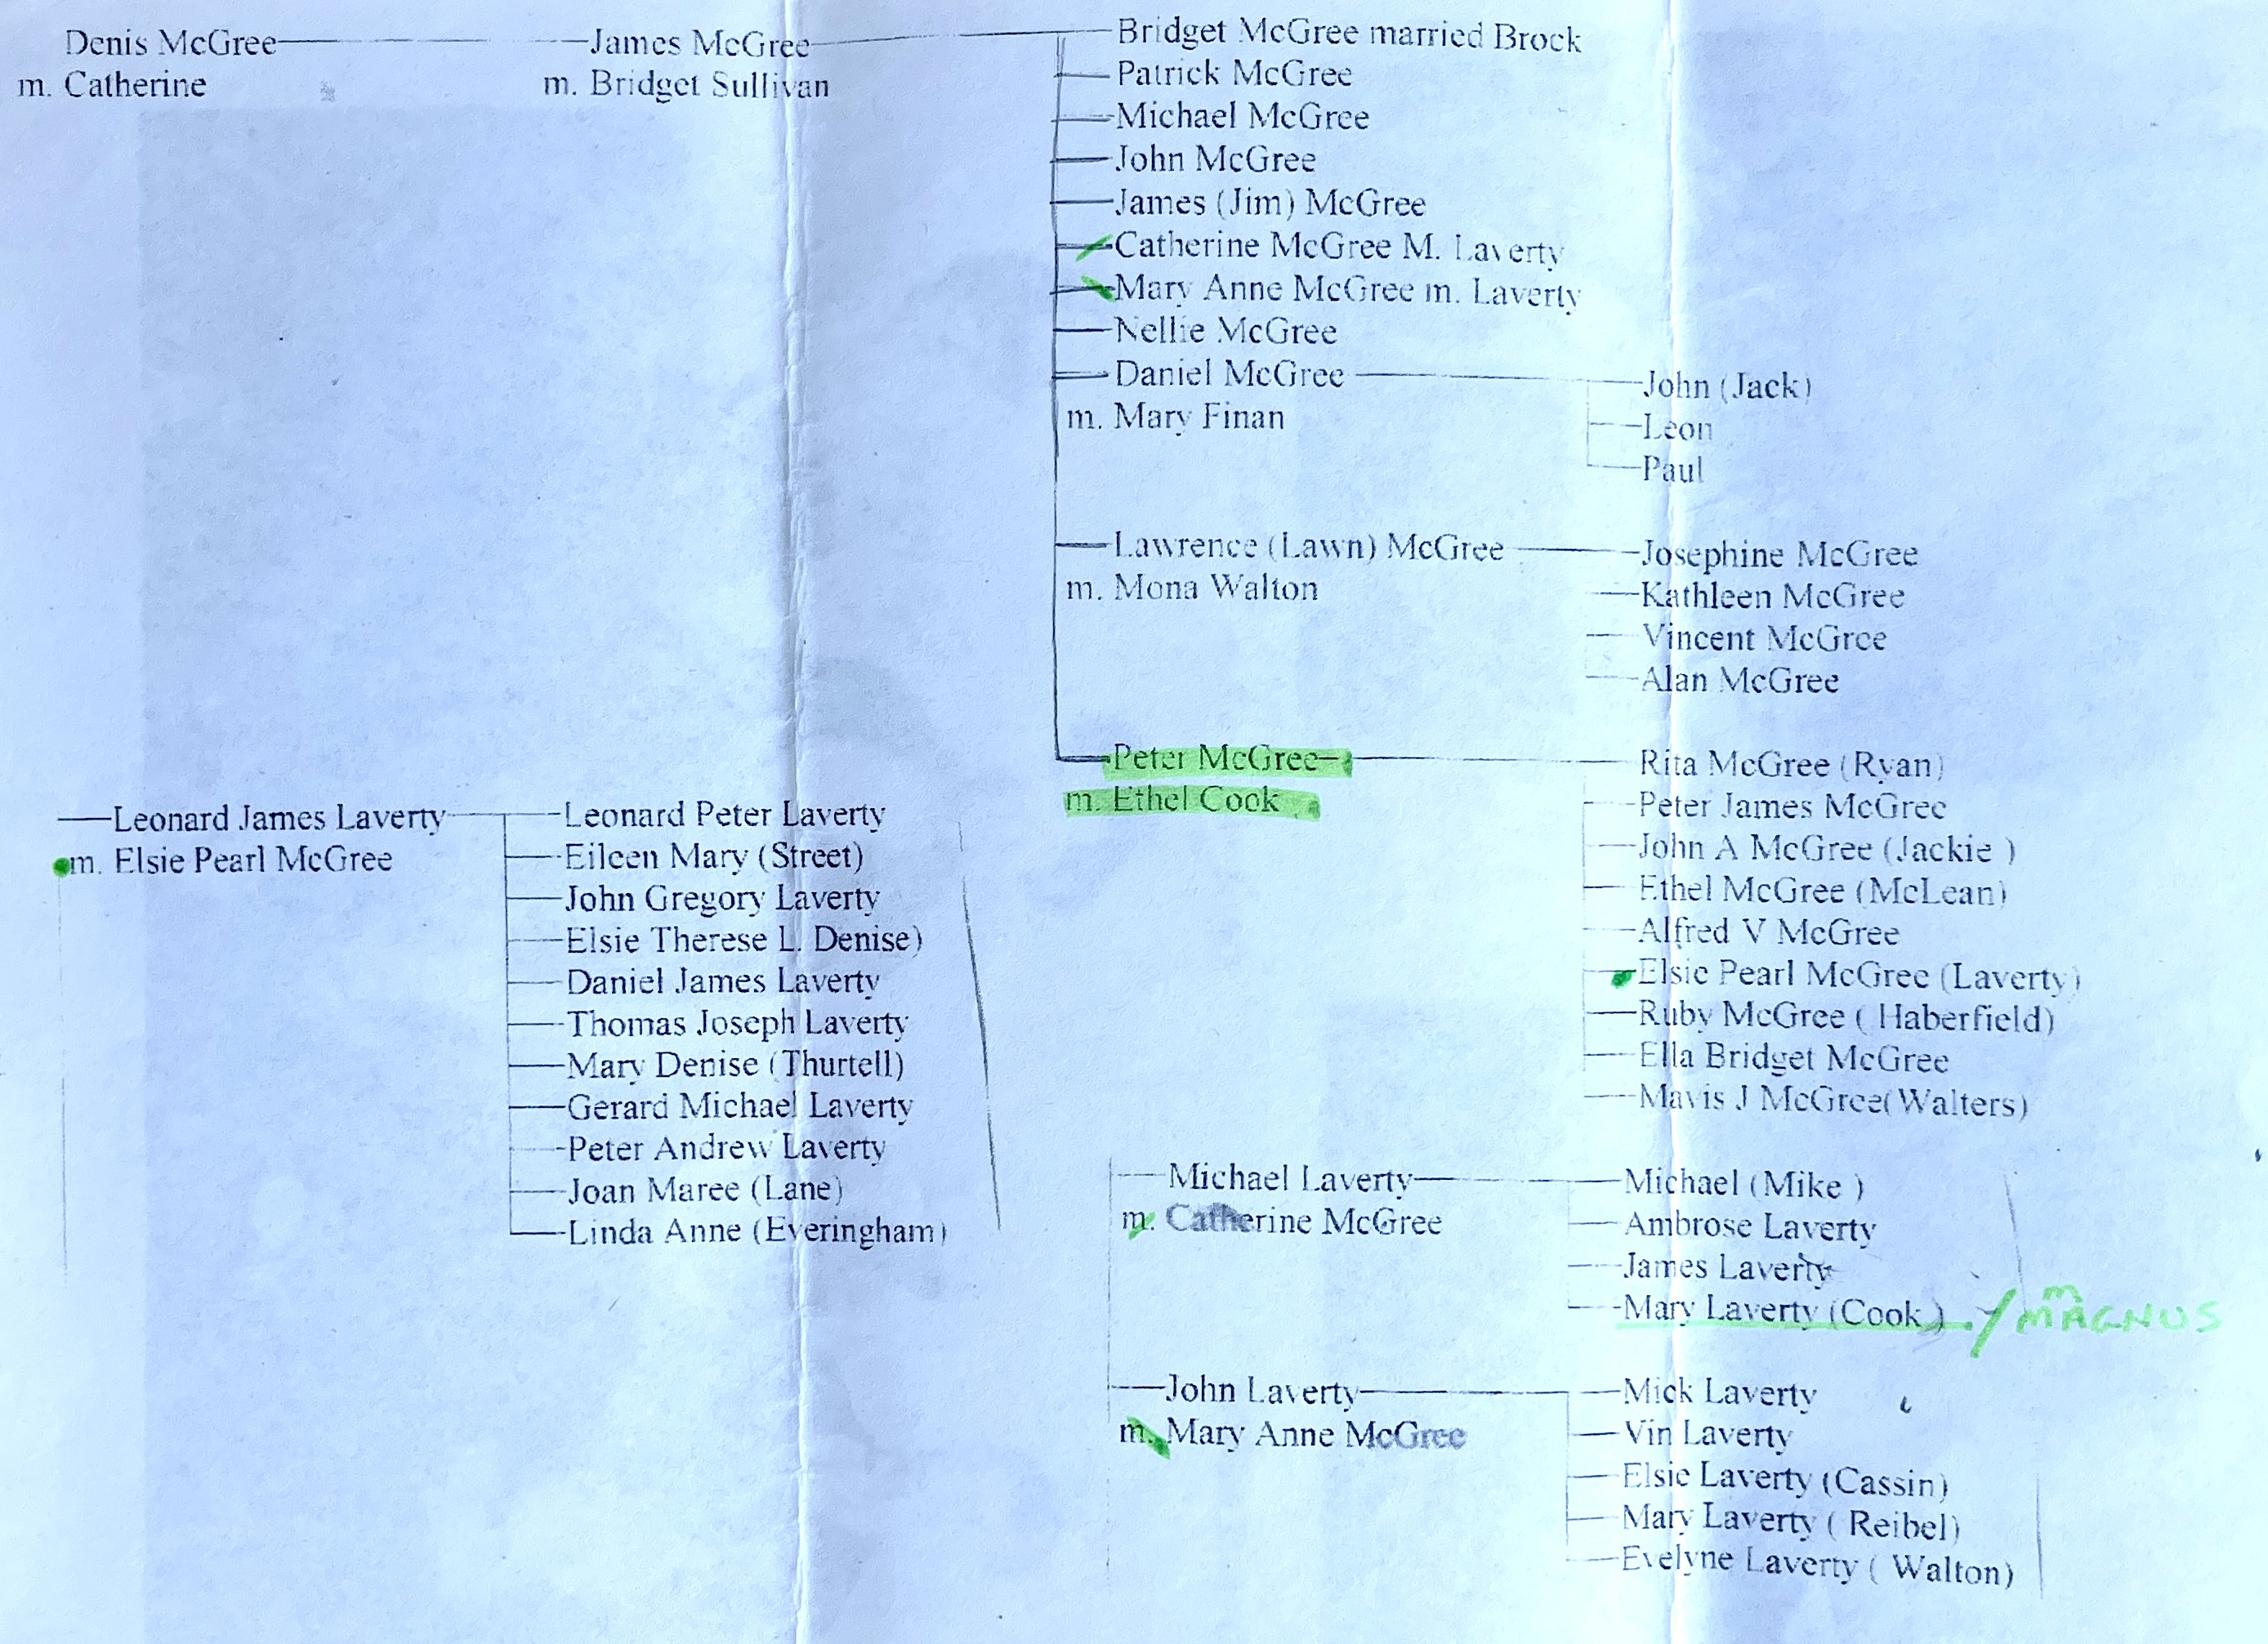 Denis McGree
m. Catherine
James McGree
m. Bridget Sullivan
Bridget McGree married Brock
Patrick McGree
Michael McGree
John McGree
James (Jim) McGree
Catherine McGree M. Laverty
Mary Anne McGree m. Laverty
Nellie McGree
Daniel McGree
m. Mary Finan
John (Jack)
Leon
Paul
Lawrence (Lawn) McGree
m. Mona Walton
Josephine McGree
Kathleen McGree
Vincent McGree
Alan McGree
Peter McGree
m. Ethel Cook
Rita McGree (Ryan)
Peter James McGree
John A McGree (Jackie )
Ethel McGree (McLean)
Alfred V McGree
Elsie Pearl McGree (Laverty)
Ruby McGree ( Haberfield)
Ella Bridget McGree
Mavis J McGree(Walters)
Leonard James Laverty
m. Elsie Pearl McGree
Leonard Peter Laverty
Eileen Mary (Street)
John Gregory Laverty
Elsie Therese L. Denise)
Daniel James Laverty
Thomas Joseph Laverty
Mary Denise (Thurtell)
Gerard Michael Laverty
Peter Andrew Laverty
Joan Maree (Lane)
Linda Anne (Everingham)
Michael Laverty
m. Catherine McGree
Michael (Mike )
Ambrose Laverty
James Laverty
Mary Laverty (Cook ) / m MAGNUS
John Laverty
m. Mary Anne McGree
Mick Laverty
Vin Laverty
Elsie Laverty (Cassin)
Mary Laverty ( Reibel)
Evelyne Laverty ( Walton)